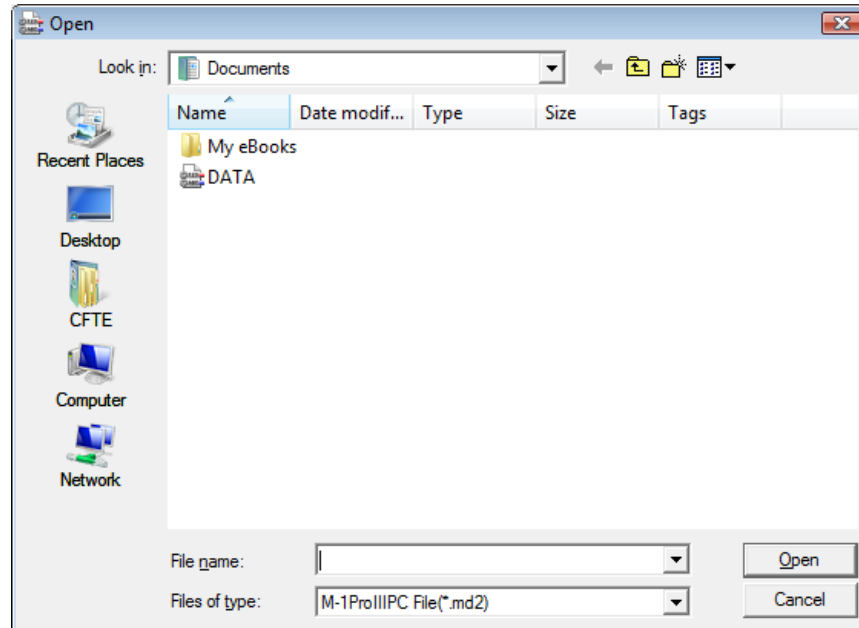 Open
Look in:
Documents
Name
Date modif...
Type
Size
Tags
My eBooks
DATA
Recent Places
Desktop
CFTE
Computer
Network
File name:
Open
Files of type:
M-1ProIIIPC File(*.md2)
Cancel